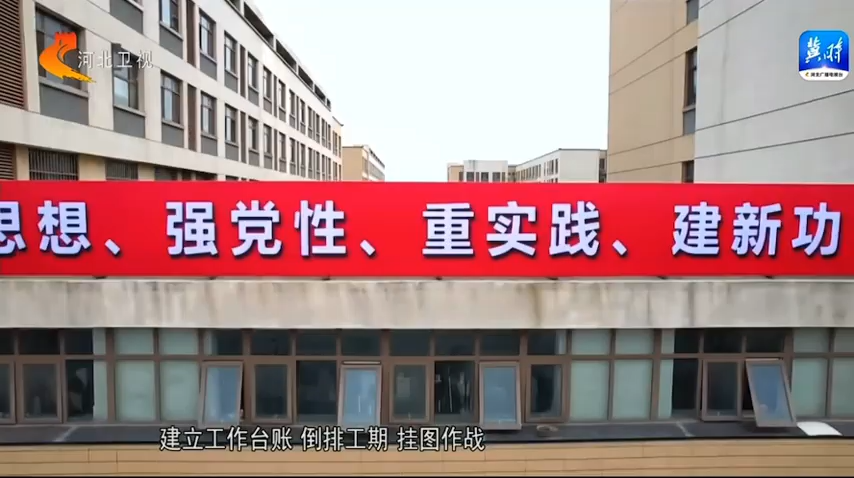 河北卫视
冀时
河北广播电视台
思想、强党性、重实践、建新功
建立工作台账 倒排工期 挂图作战